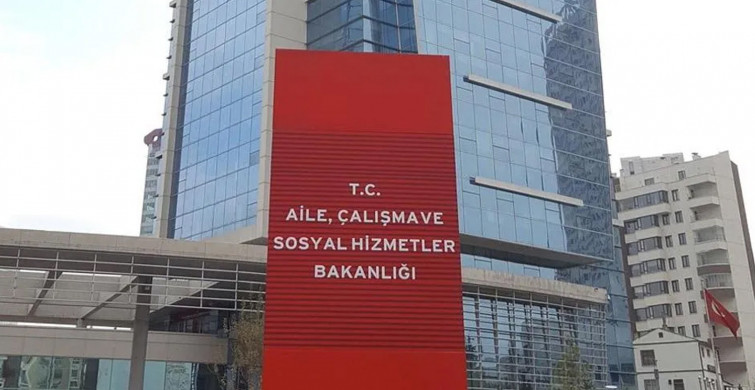 T.C.
AİLE, ÇALIŞMA VE
SOSYAL HİZMETLER
BAKANLIĞI